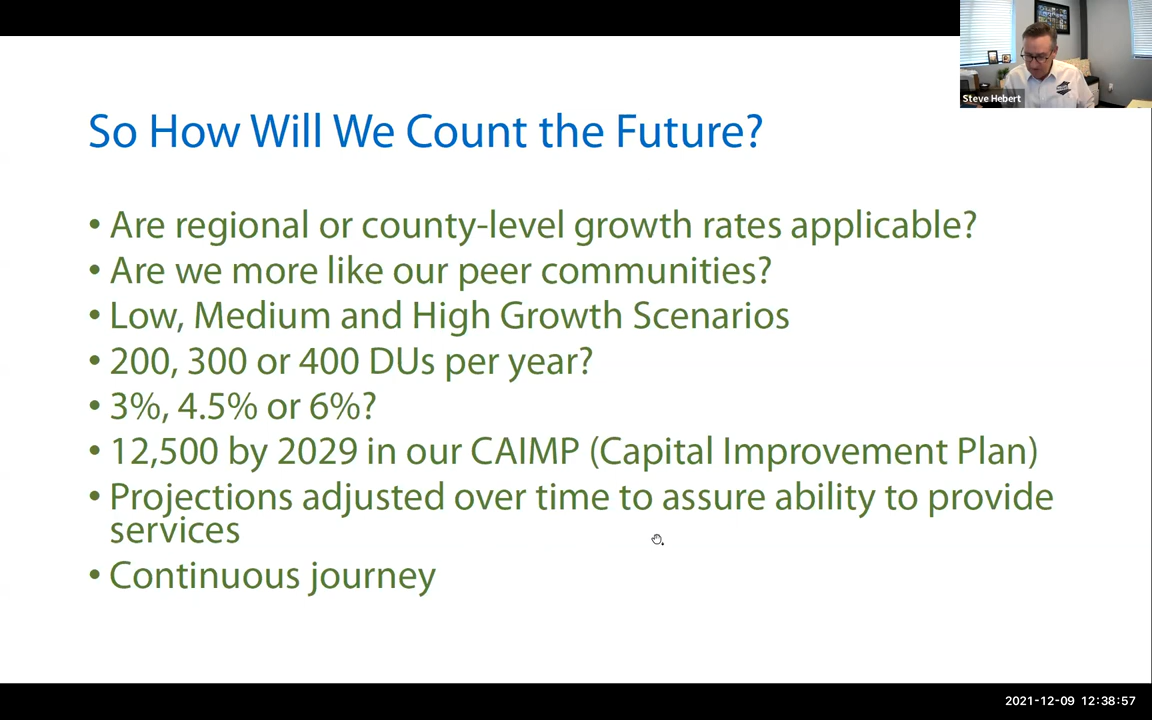 Steve Hebert
So How Will We Count the Future?
• Are regional or county-level growth rates applicable?
• Are we more like our peer communities?
• Low, Medium and High Growth Scenarios
• 200, 300 or 400 DUs per year?
• 3%, 4.5% or 6%?
• 12,500 by 2029 in our CAIMP (Capital Improvement Plan)
• Projections adjusted over time to assure ability to provide
services
• Continuous journey
2021-12-09 12:38:57